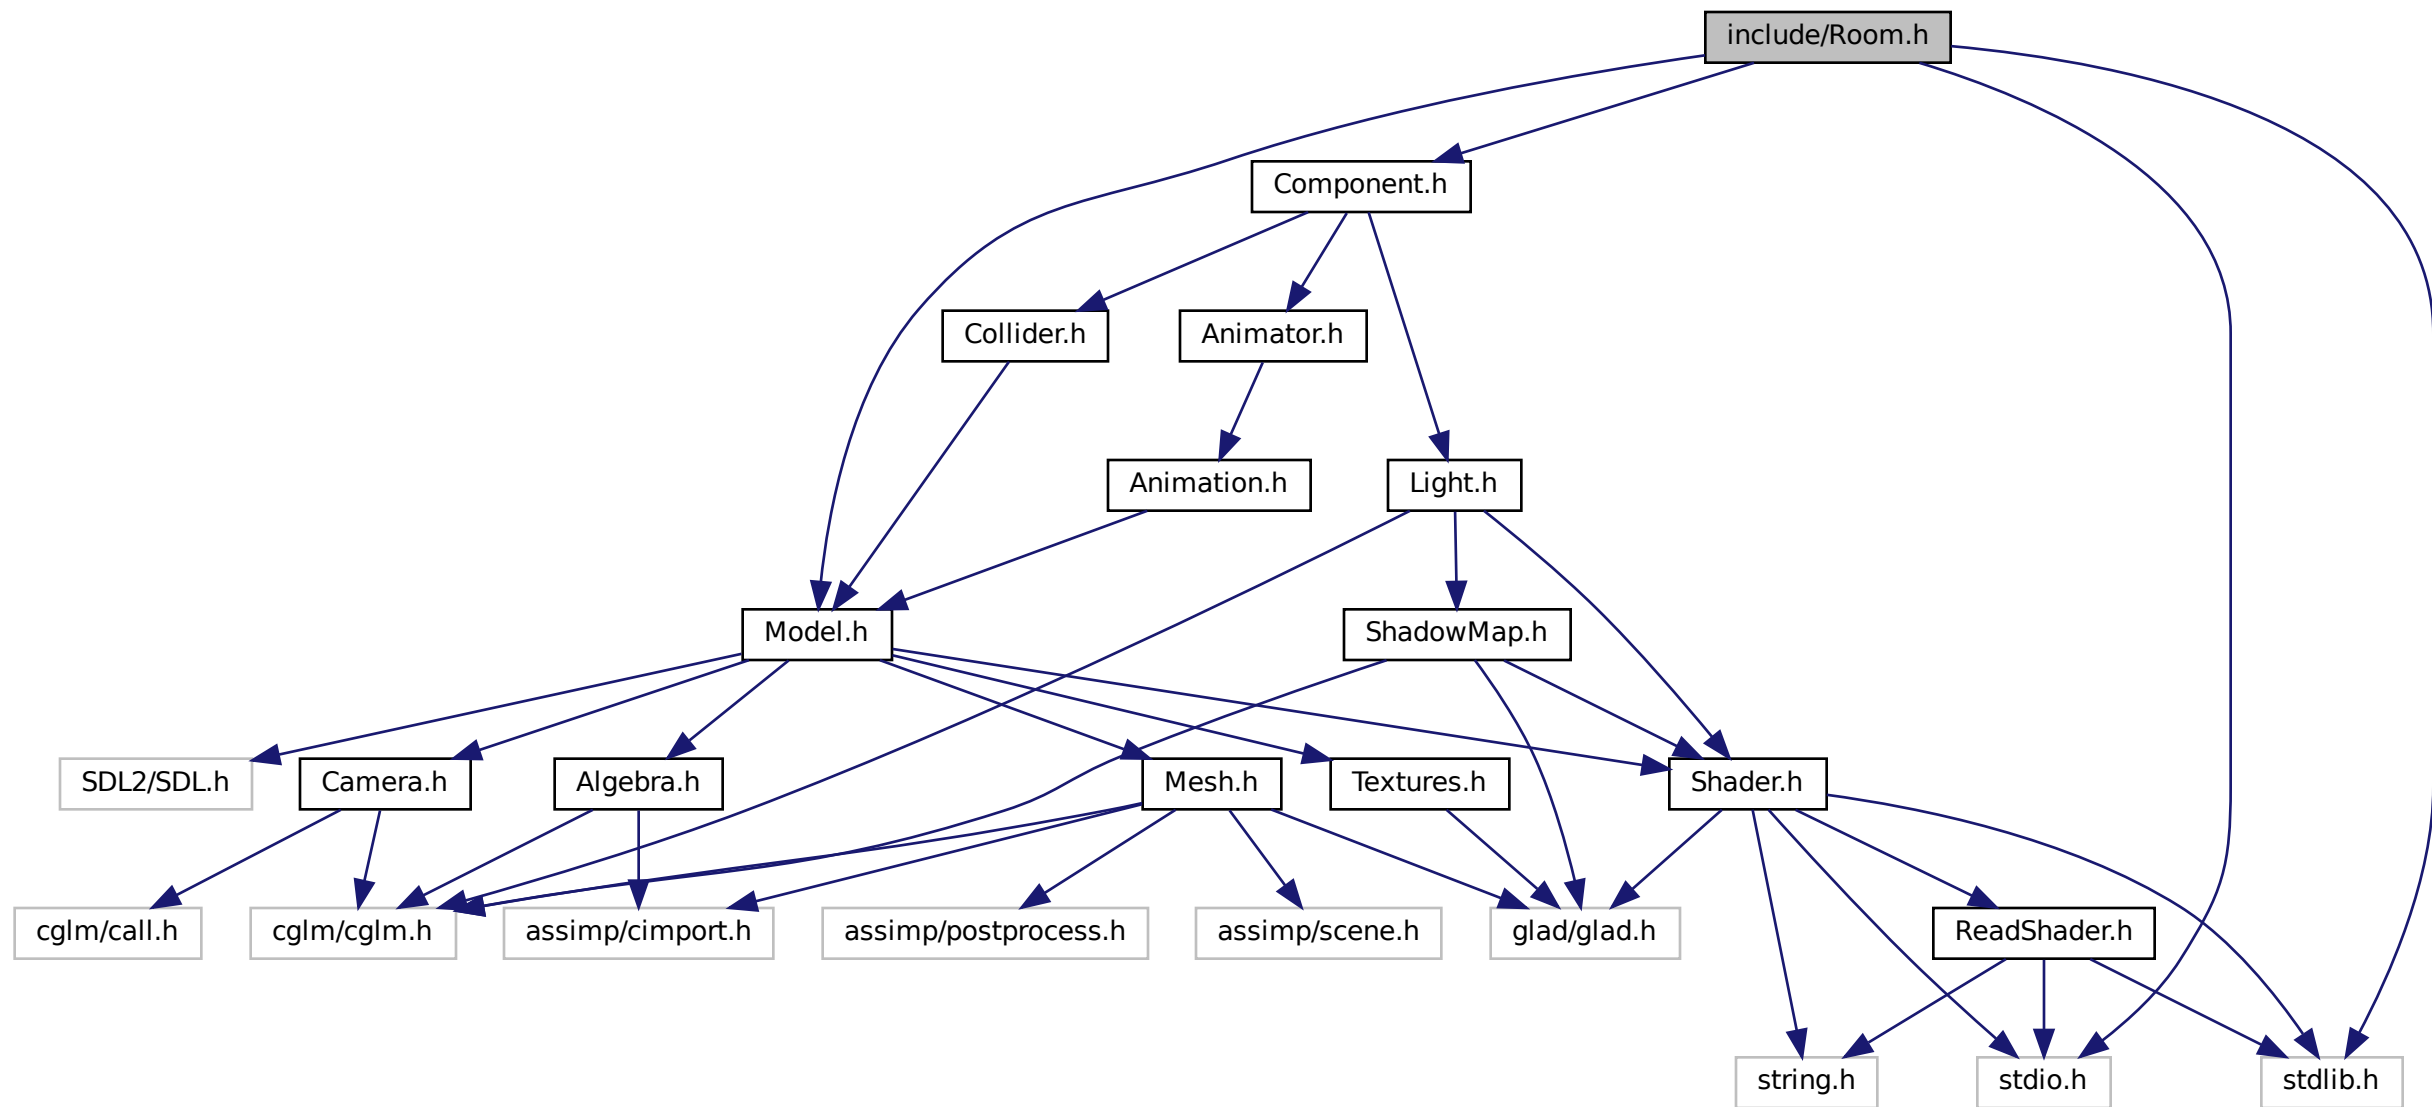 include/Room.h
Component.h
Collider.h
Animator.h
Animation.h
Light.h
Model.h
ShadowMap.h
SDL2/SDL.h
Camera.h
Algebra.h
Mesh.h
Textures.h
Shader.h
cglm/call.h
cglm/cglm.h
assimp/cimport.h
assimp/postprocess.h
assimp/scene.h
glad/glad.h
ReadShader.h
string.h
stdio.h
stdlib.h